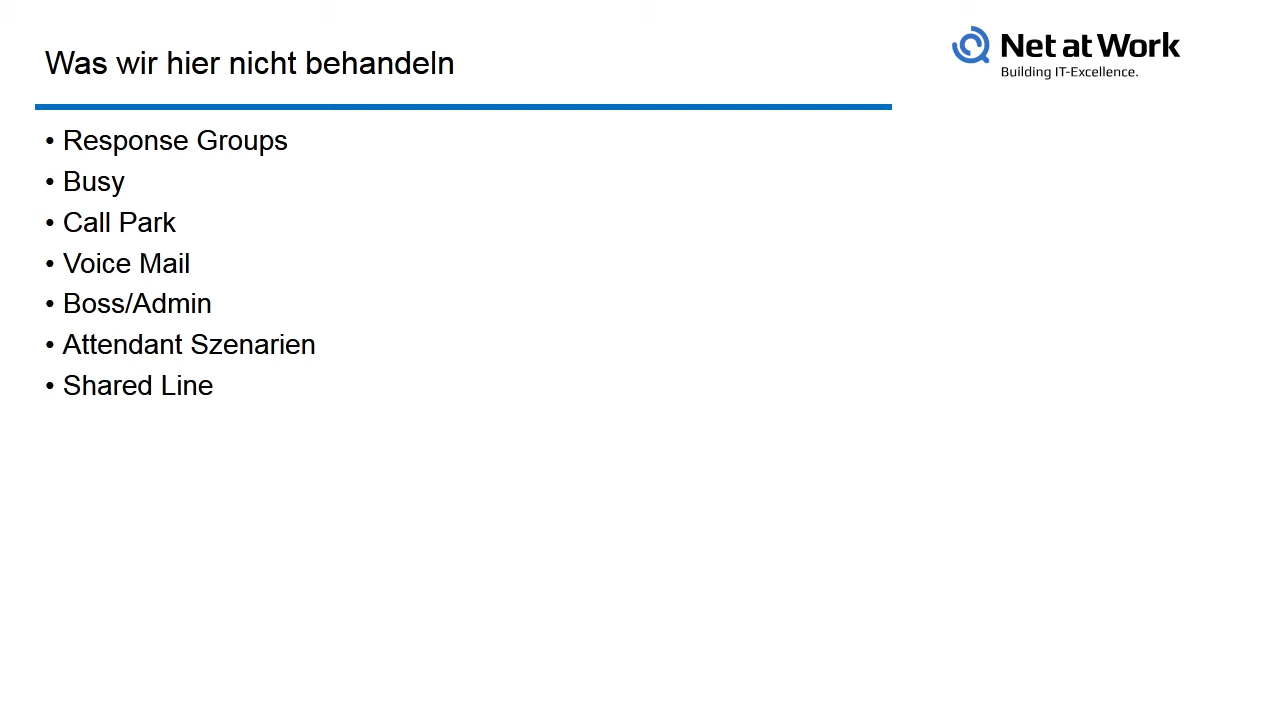 Was wir hier nicht behandeln
Net at Work
Building IT-Excellence.
• Response Groups
• Busy
• Call Park
• Voice Mail
• Boss/Admin
• Attendant Szenarien
• Shared Line